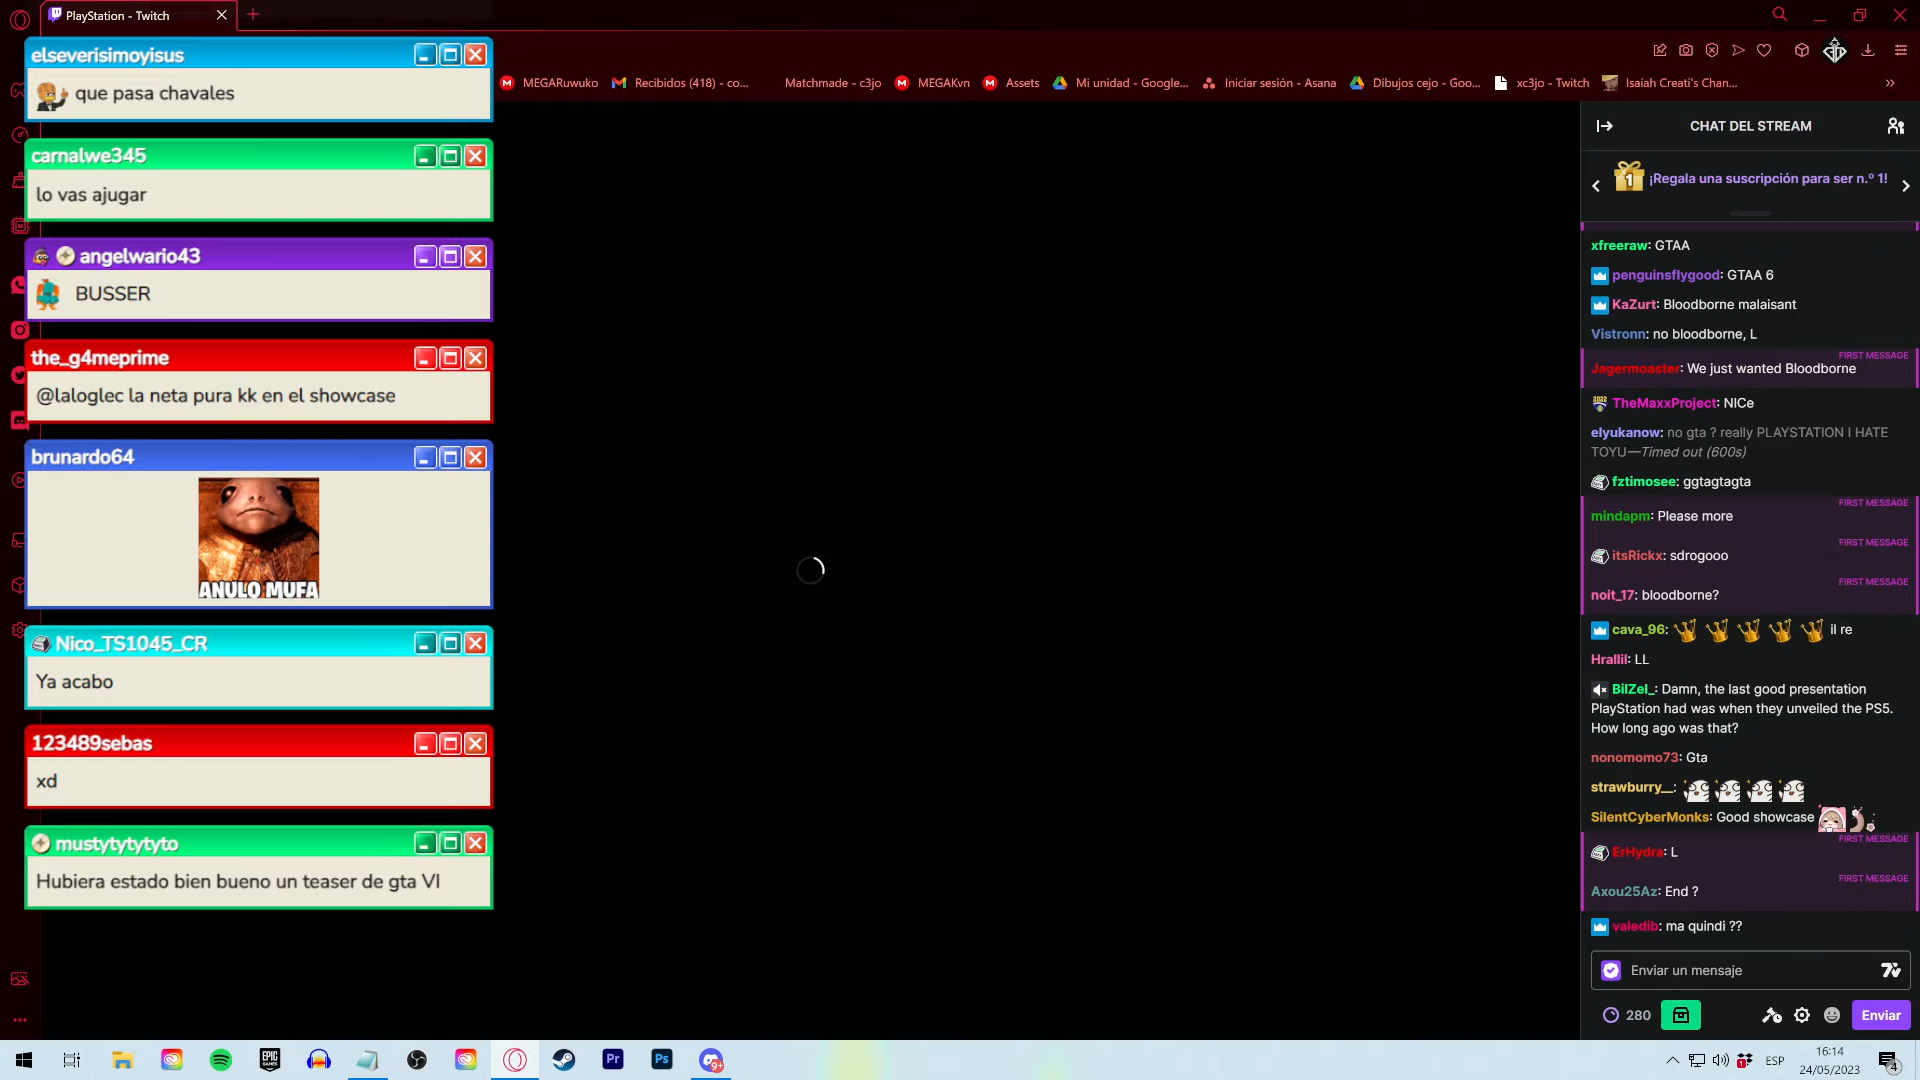 PlayStation - Twitch
MEGARuwuko
Recibidos (418) - co...
Matchmade - c3jo
MEGAKvn
Assets
Mi unidad - Google...
Iniciar sesión - Asana
Dibujos cejo - Goo...
xc3jo - Twitch
Isaiah Creati's Chan...
elseverisimoyisus
que pasa chavales
carnalwe345
lo vas ajugar
angelwario43
BUSSER
the_g4meprime
@laloglec la neta pura kk en el showcase
brunardo64
ANULO MUFA
Nico_TS1045_CR
Ya acabo
123489sebas
xd
mustytytytyto
Hubiera estado bien bueno un teaser de gta VI
CHAT DEL STREAM
1
¡Regala una suscripción para ser n.º 1!
xfreeraw: GTAA
penguinsflygood: GTAA 6
KaZurt: Bloodborne malaisant
Vistronn: no bloodborne, L
FIRST MESSAGE
Jagermoaster: We just wanted Bloodborne
TheMaxxProject: NICe
elyukanow: no gta ? really PLAYSTATION I HATE
TOYU—Timed out (600s)
fztimosee: ggtagtagta
FIRST MESSAGE
mindapm: Please more
FIRST MESSAGE
itsRickx: sdrogooo
FIRST MESSAGE
noit_17: bloodborne?
cava_96: il re
Hrallil: LL
BilZel_: Damn, the last good presentation
PlayStation had was when they unveiled the PS5.
How long ago was that?
nonomomo73: Gta
strawburry__:
SilentCyberMonks: Good showcase
FIRST MESSAGE
ErHydra: L
FIRST MESSAGE
Axou25Az: End ?
valedib: ma quindi ??
Enviar un mensaje
280
Enviar
EPIC
GAMES
Pr
Ps
9+
ESP
16:14
24/05/2023
4